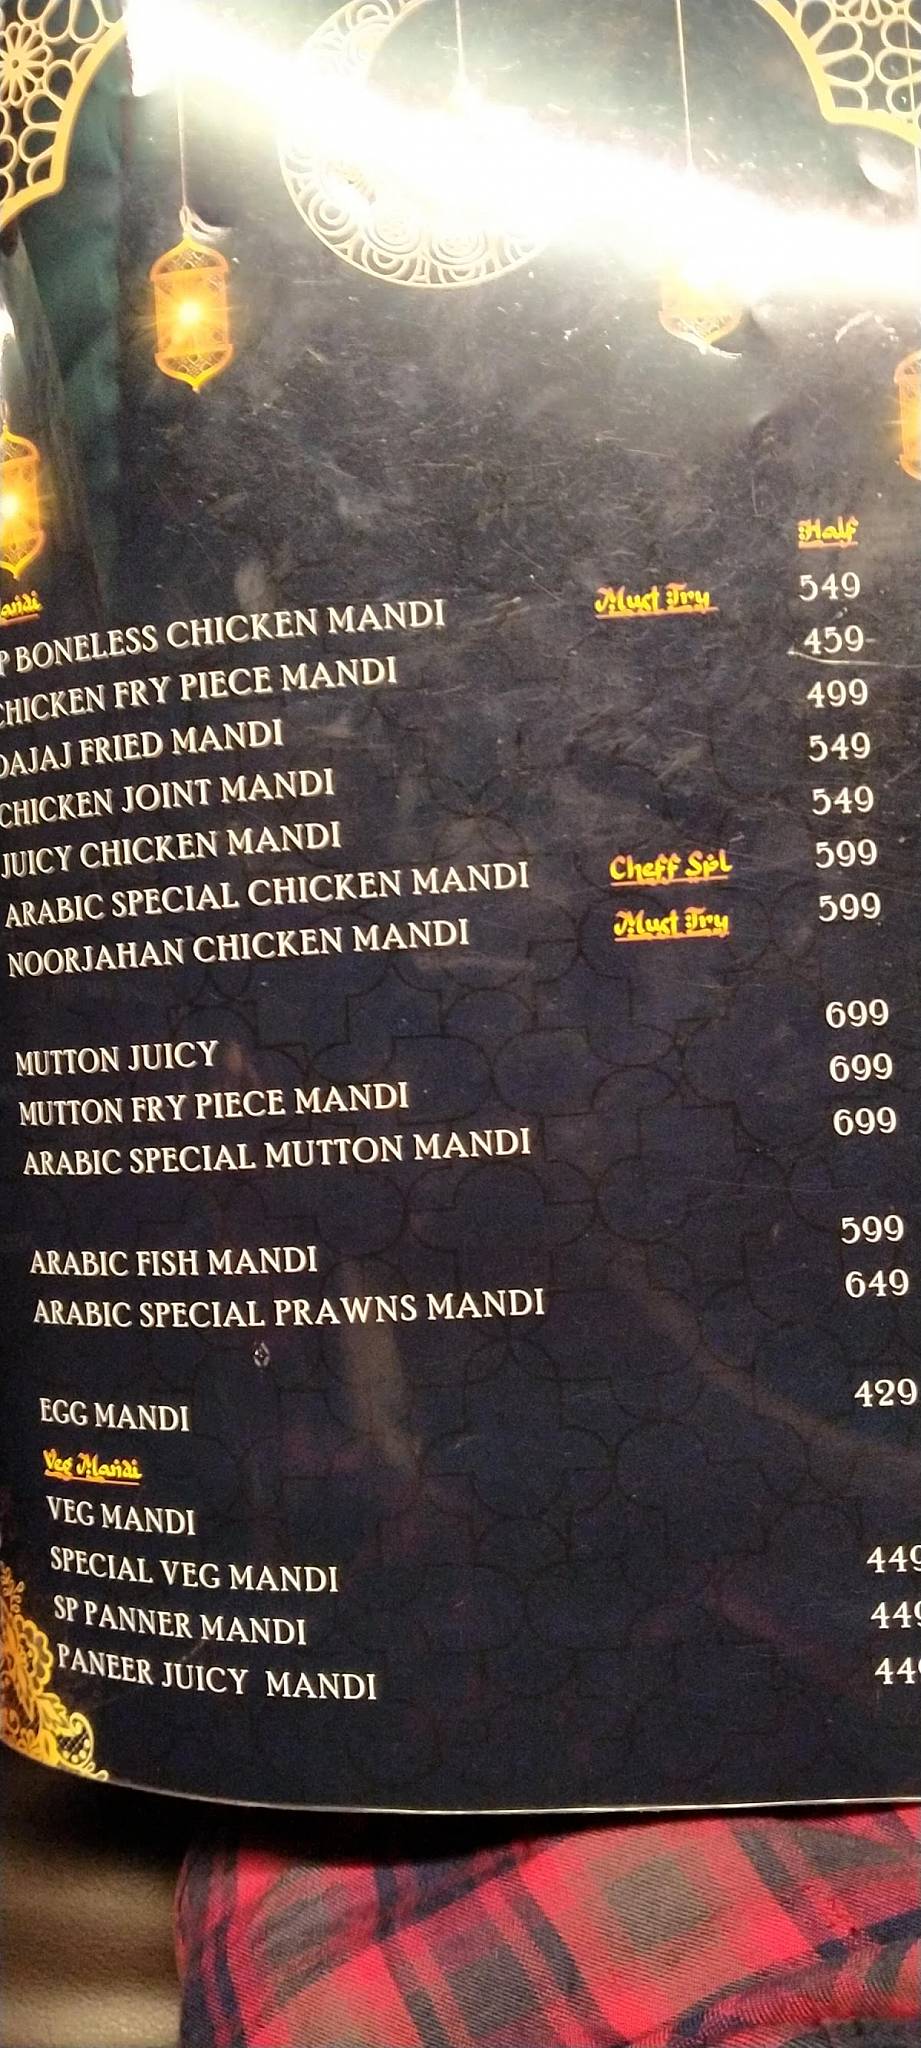 Half
P BONELESS CHICKEN MANDI Must Try 549
CHICKEN FRY PIECE MANDI 459
DAJAJ FRIED MANDI 499
CHICKEN JOINT MANDI 549
JUICY CHICKEN MANDI 549
ARABIC SPECIAL CHICKEN MANDI Cheff Spl 599
NOORJAHAN CHICKEN MANDI Must Try 599
MUTTON JUICY 699
MUTTON FRY PIECE MANDI 699
ARABIC SPECIAL MUTTON MANDI 699
ARABIC FISH MANDI 599
ARABIC SPECIAL PRAWNS MANDI 649
EGG MANDI 429
Veg Mandi
VEG MANDI
SPECIAL VEG MANDI 449
SP PANNER MANDI 449
PANEER JUICY MANDI 44